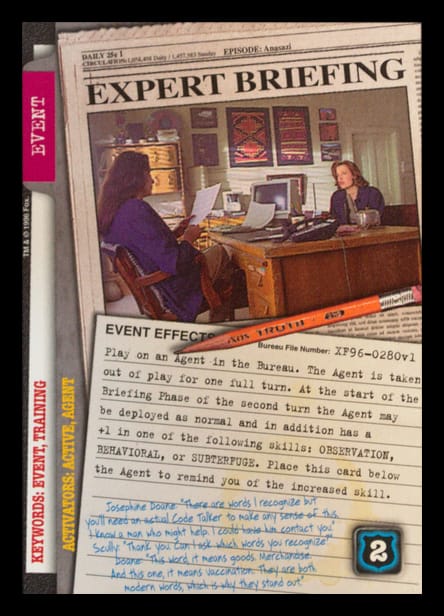 DAILY 25¢ 1
CIRCULATION: 1,054,484 Daily / 1,457,983 Sunday EPISODE: Anasazi
EXPERT BRIEFING
EVENT
TM & © 1996 Fox.
KEYWORDS: EVENT, TRAINING
ACTIVATORS: ACTIVE, AGENT
TRUTH
EVENT EFFECTS
Bureau File Number: XF96-0280v1
Play on an Agent in the Bureau. The Agent is taken
out of play for one full turn. At the start of the
Briefing Phase of the second turn the Agent may
be deployed as normal and in addition has a
+1 in one of the following skills: OBSERVATION,
BEHAVIORAL, or SUBTERFUGE. Place this card below
the Agent to remind you of the increased skill.
Josephine Doane: "There are words I recognize but
you'll need an actual Code Talker to make any sense of this.
I know a man who might help. I could have him contact you."
Scully: "Thank you. Can I ask which words you recognize?"
Doane: "This word, it means goods. Merchandise.
And this one, it means vaccination. They are both
modern words, which is why they stand out."
2